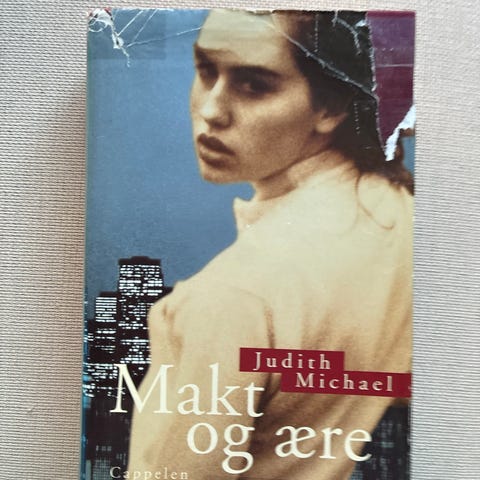 Judith
Michael
Makt
og ære
Cappelen